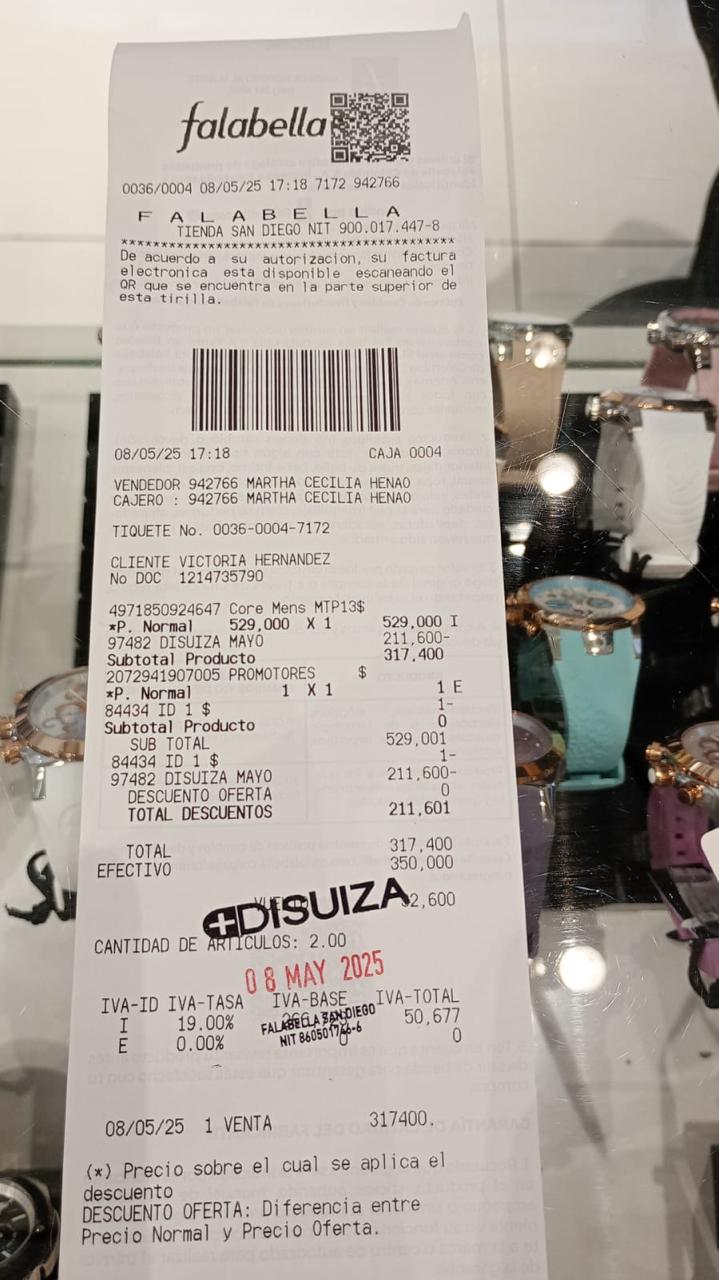 falabella
0036/0004 08/05/25 17:18 7172 942766
F A L A B E L L A
TIENDA SAN DIEGO NIT 900.017.447-8
****************************************************
De acuerdo a su autorizacion, su factura
electronica esta disponible escaneando el
QR que se encuentra en la parte superior de
esta tirilla.
08/05/25 17:18 CAJA 0004
VENDEDOR 942766 MARTHA CECILIA HENAO
CAJERO : 942766 MARTHA CECILIA HENAO
TIQUETE No. 0036-0004-7172
CLIENTE VICTORIA HERNANDEZ
No DOC 1214735790
4971850924647 Core Mens MTP13$
*P. Normal 529,000 X 1 529,000 I
97482 DISUIZA MAYO 211,600-
Subtotal Producto 317,400
2072941907005 PROMOTORES $
*P. Normal 1 X 1 1 E
84434 ID 1 $ 1-
Subtotal Producto 0
SUB TOTAL 529,001
84434 ID 1 $ 1-
97482 DISUIZA MAYO 211,600-
DESCUENTO OFERTA 0
TOTAL DESCUENTOS 211,601
TOTAL 317,400
EFECTIVO 350,000
2,600
DISUIZA
CANTIDAD DE ARTICULOS: 2.00
08 MAY 2025
IVA-ID IVA-TASA IVA-BASE IVA-TOTAL
I 19.00% 50,677
FALABELLA SAN DIEGO
E 0.00% 0 0
NIT 860501746-6
08/05/25 1 VENTA 317400.
(*) Precio sobre el cual se aplica el
descuento
DESCUENTO OFERTA: Diferencia entre
Precio Normal y Precio Oferta.